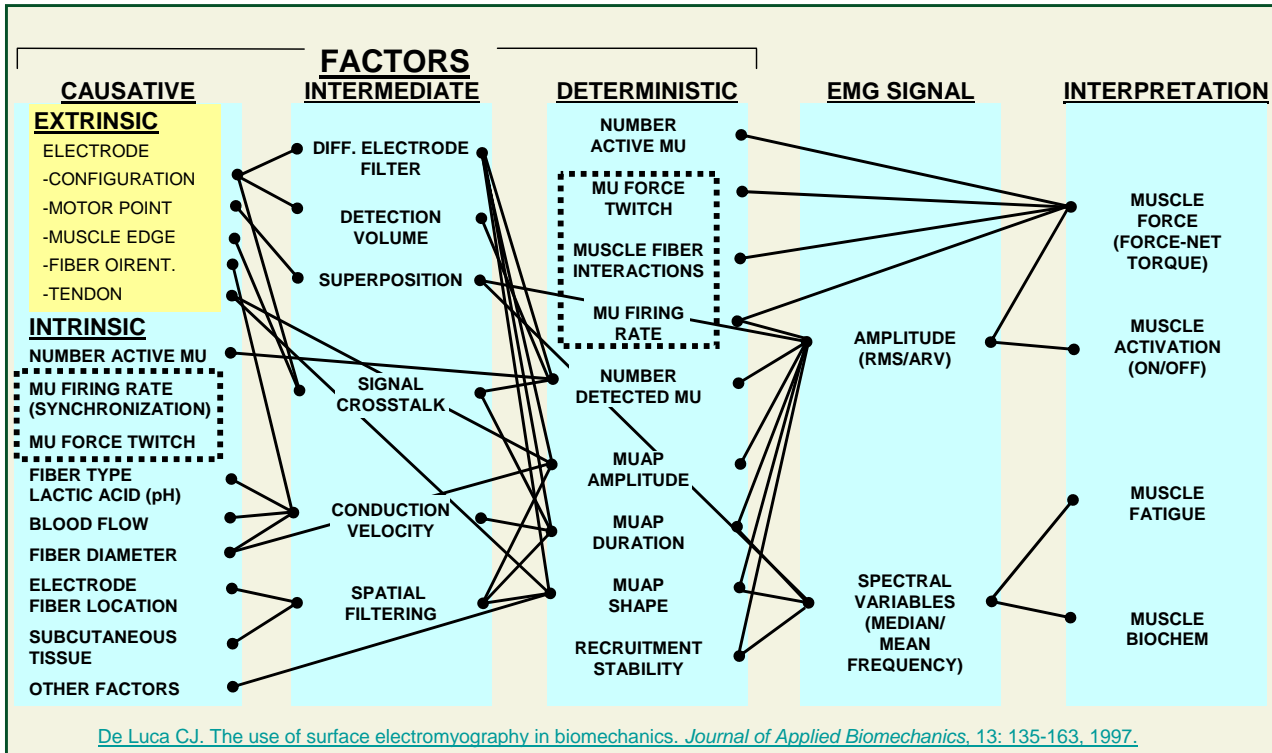 FACTORS
CAUSATIVE
EXTRINSIC
ELECTRODE
-CONFIGURATION
-MOTOR POINT
-MUSCLE EDGE
-FIBER OIRENT.
-TENDON
INTRINSIC
NUMBER ACTIVE MU
MU FIRING RATE
(SYNCHRONIZATION)
MU FORCE TWITCH
FIBER TYPE
LACTIC ACID (pH)
BLOOD FLOW
FIBER DIAMETER
ELECTRODE
FIBER LOCATION
SUBCUTANEOUS
TISSUE
OTHER FACTORS
INTERMEDIATE
DIFF. ELECTRODE
FILTER
DETECTION
VOLUME
SUPERPOSITION
SIGNAL
CROSSTALK
CONDUCTION
VELOCITY
SPATIAL
FILTERING
DETERMINISTIC
NUMBER
ACTIVE MU
MU FORCE
TWITCH
MUSCLE FIBER
INTERACTIONS
MU FIRING
RATE
NUMBER
DETECTED MU
MUAP
AMPLITUDE
MUAP
DURATION
MUAP
SHAPE
RECRUITMENT
STABILITY
EMG SIGNAL
AMPLITUDE
(RMS/ARV)
SPECTRAL
VARIABLES
(MEDIAN/
MEAN
FREQUENCY)
INTERPRETATION
MUSCLE
FORCE
(FORCE-NET
TORQUE)
MUSCLE
ACTIVATION
(ON/OFF)
MUSCLE
FATIGUE
MUSCLE
BIOCHEM
De Luca CJ. The use of surface electromyography in biomechanics. Journal of Applied Biomechanics, 13: 135-163, 1997.